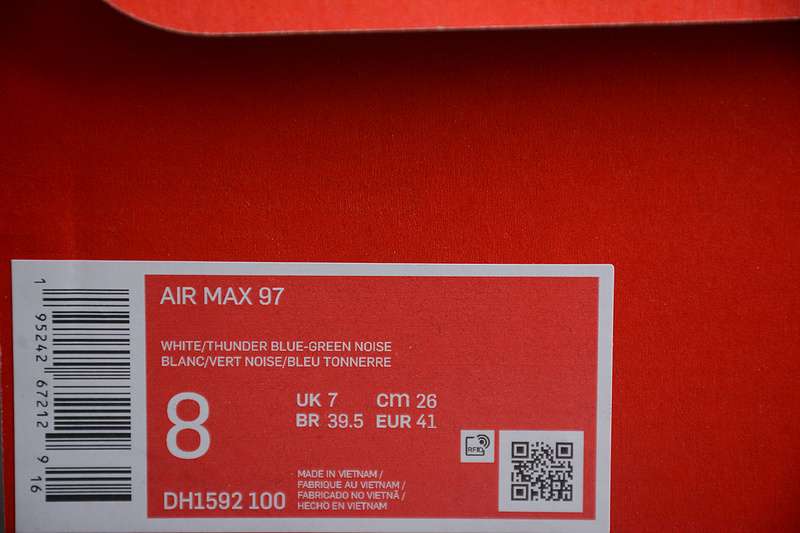 AIR MAX 97
WHITE/THUNDER BLUE-GREEN NOISE
BLANC/VERT NOISE/BLEU TONNERRE
8
UK 7 cm 26
BR 39.5 EUR 41
RFID
DH1592 100
MADE IN VIETNAM /
FABRIQUE AU VIETNAM /
FABRICADO NO VIETNÃ /
HECHO EN VIETNAM
1 95242 67212 9
16